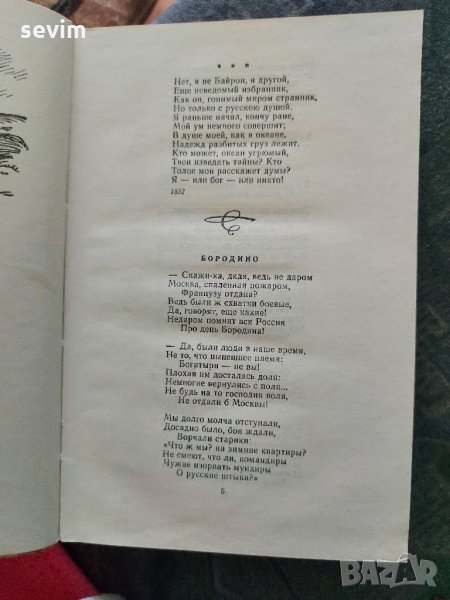 sevim
* * *
Нет, я не Байрон, я другой,
Еще неведомый избранник,
Как он, гонимый миром странник,
Но только с русскою душой.
Я раньше начал, кончу ране,
Мой ум немного совершит;
В душе моей, как в океане,
Надежд разбитых груз лежит.
Кто может, океан угрюмый,
Твои изведать тайны? Кто
Толпе мои расскажет думы?
Я — или бог — или никто!
1832
БОРОДИНО
— Скажи-ка, дядя, ведь не даром
Москва, спаленная пожаром,
Французу отдана?
Ведь были ж схватки боевые,
Да, говорят, еще какие!
Недаром помнит вся Россия
Про день Бородина!
— Да, были люди в наше время,
Не то, что нынешнее племя:
Богатыри — не вы!
Плохая им досталась доля:
Немногие вернулись с поля...
Не будь на то господня воля,
Не отдали б Москвы!
Мы долго молча отступали,
Досадно было, боя ждали,
Ворчали старики:
«Что ж мы? на зимние квартиры?
Не смеют, что ли, командиры
Чужие изорвать мундиры
О русские штыки?»
5
BAZAR